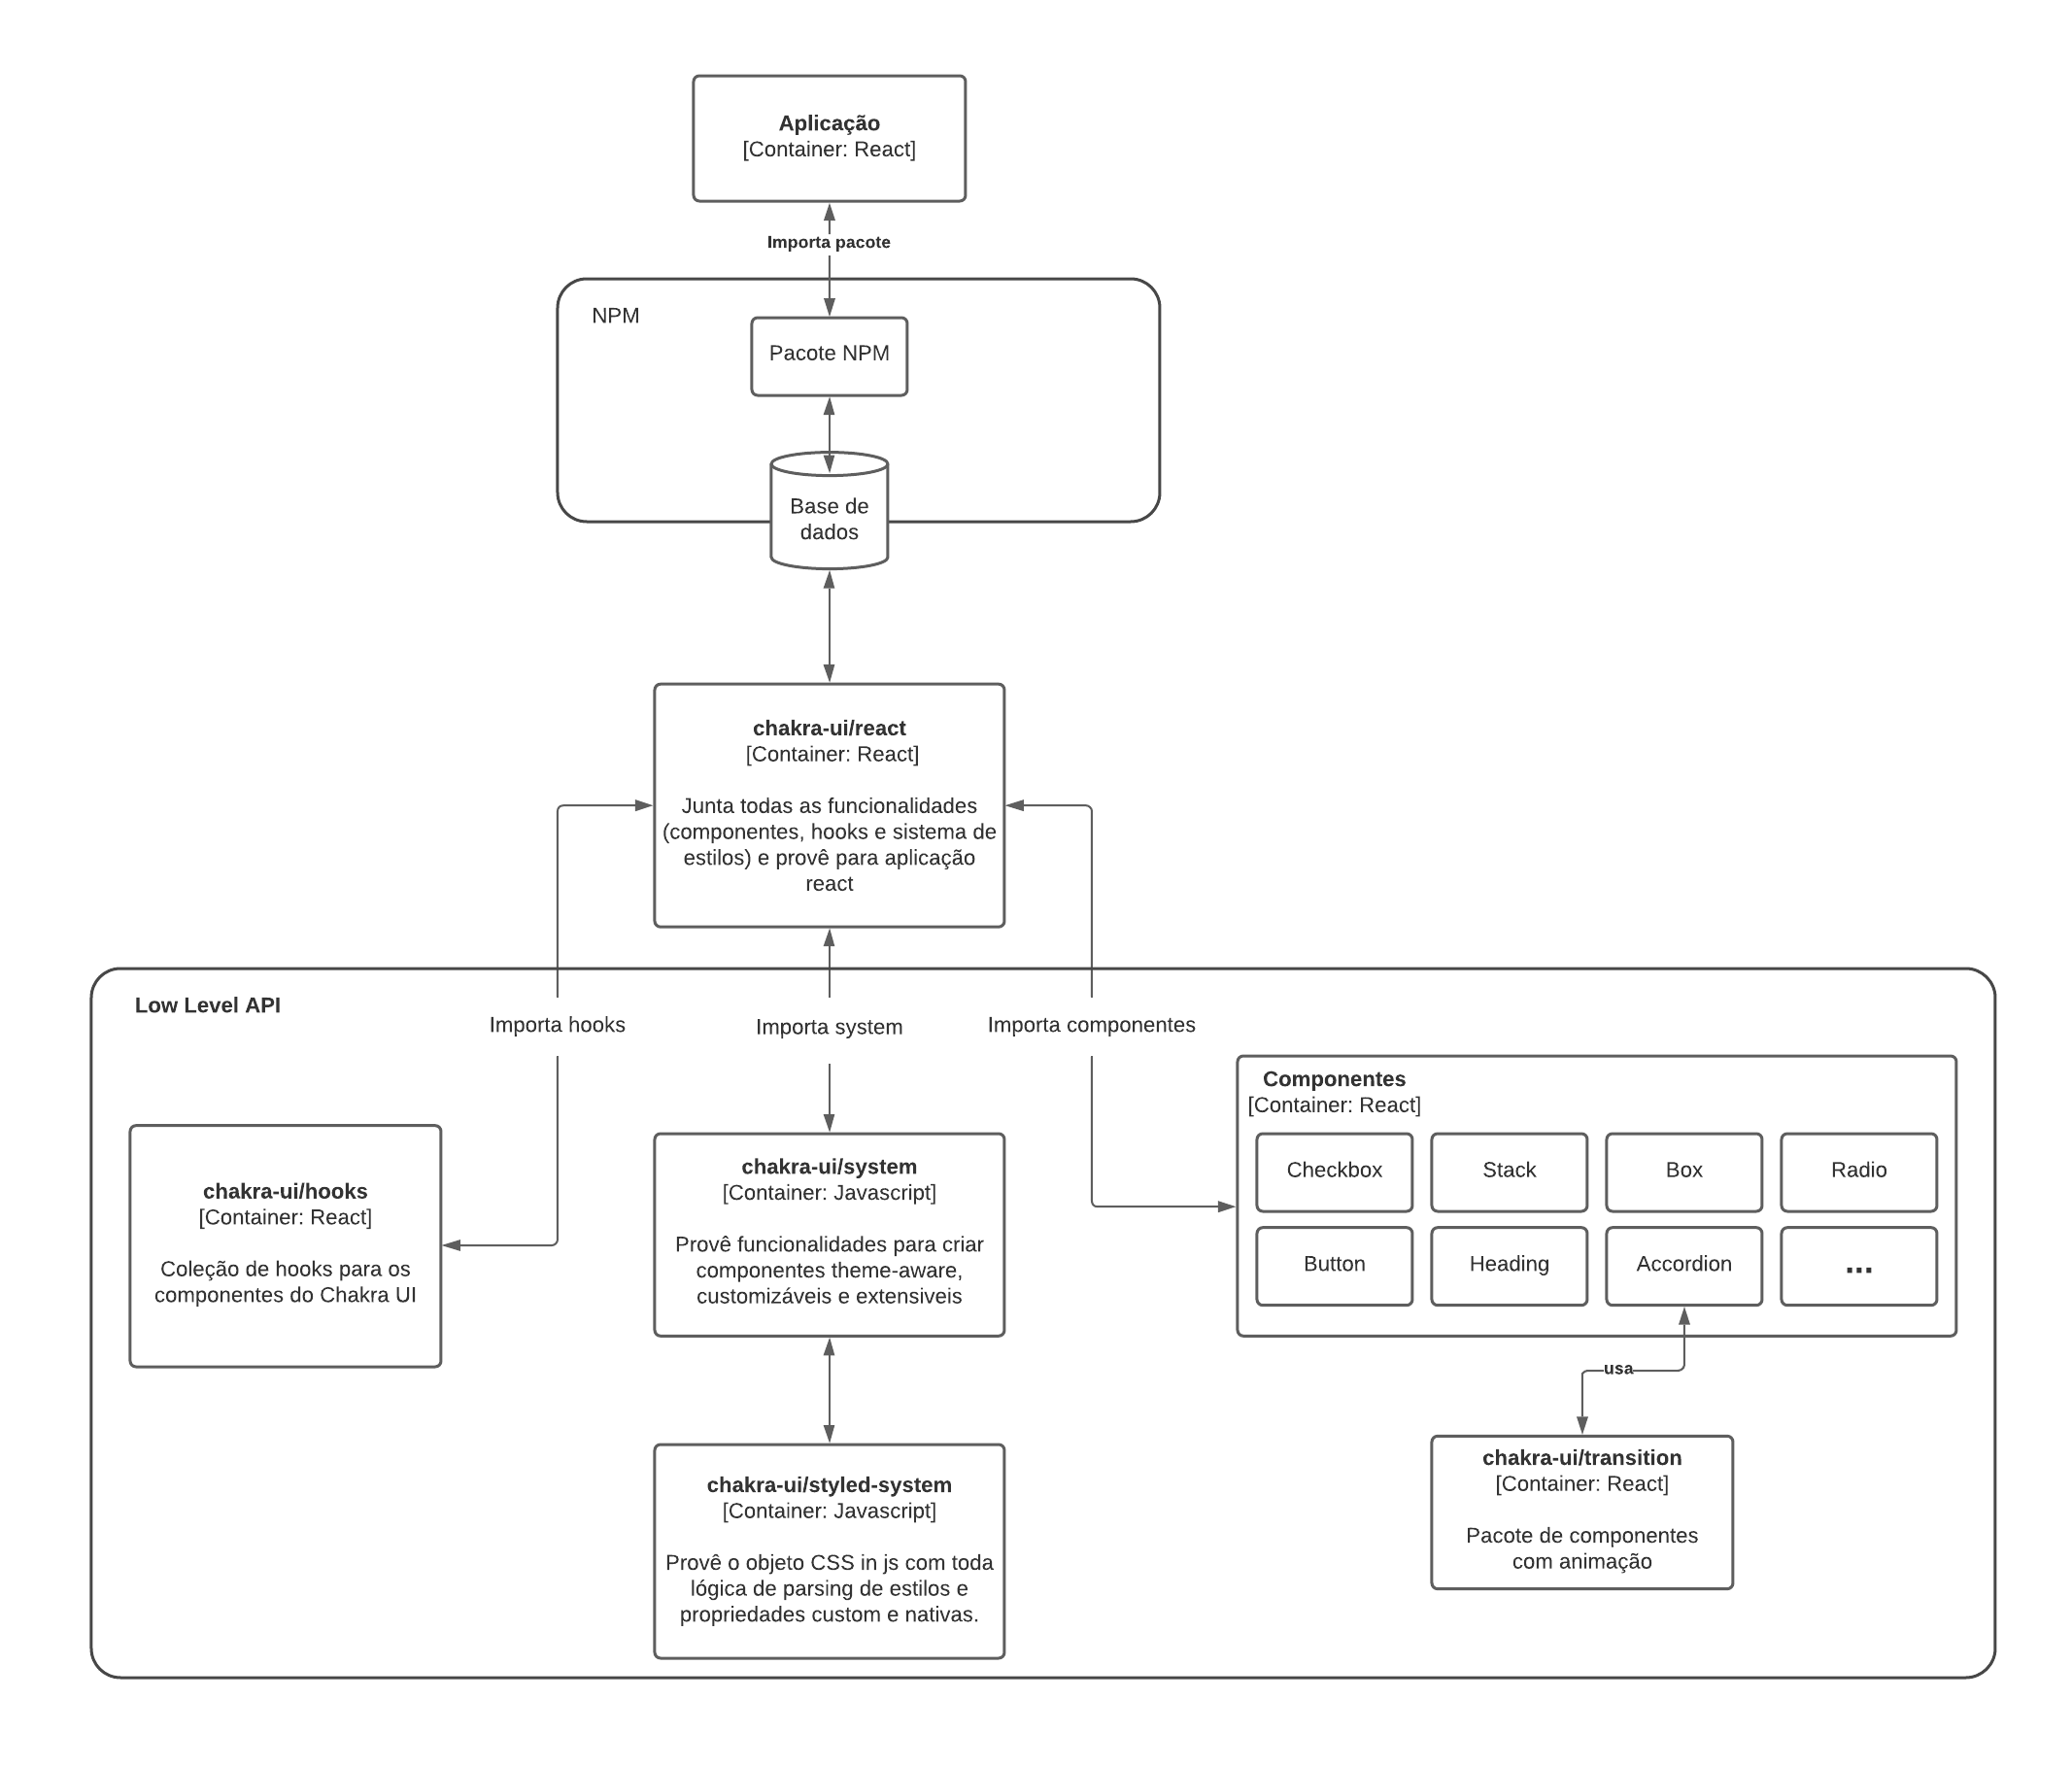 Aplicação
[Container: React]
Importa pacote
NPM
Pacote NPM
Base de
dados
chakra-ui/react
[Container: React]
Junta todas as funcionalidades
(componentes, hooks e sistema de
estilos) e provê para aplicação
react
Low Level API
Importa hooks
Importa system
Importa componentes
chakra-ui/hooks
[Container: React]
Coleção de hooks para os
componentes do Chakra UI
chakra-ui/system
[Container: Javascript]
Provê funcionalidades para criar
componentes theme-aware,
customizáveis e extensiveis
Componentes
[Container: React]
Checkbox
Stack
Box
Radio
Button
Heading
Accordion
...
usa
chakra-ui/styled-system
[Container: Javascript]
Provê o objeto CSS in js com toda
lógica de parsing de estilos e
propriedades custom e nativas.
chakra-ui/transition
[Container: React]
Pacote de componentes
com animação